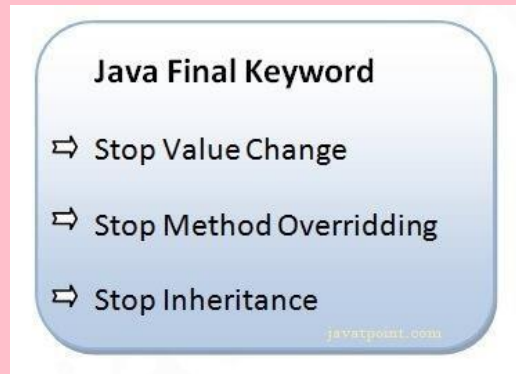 Java Final Keyword
⇨ Stop Value Change
⇨ Stop Method Overridding
⇨ Stop Inheritance
javatpoint.com